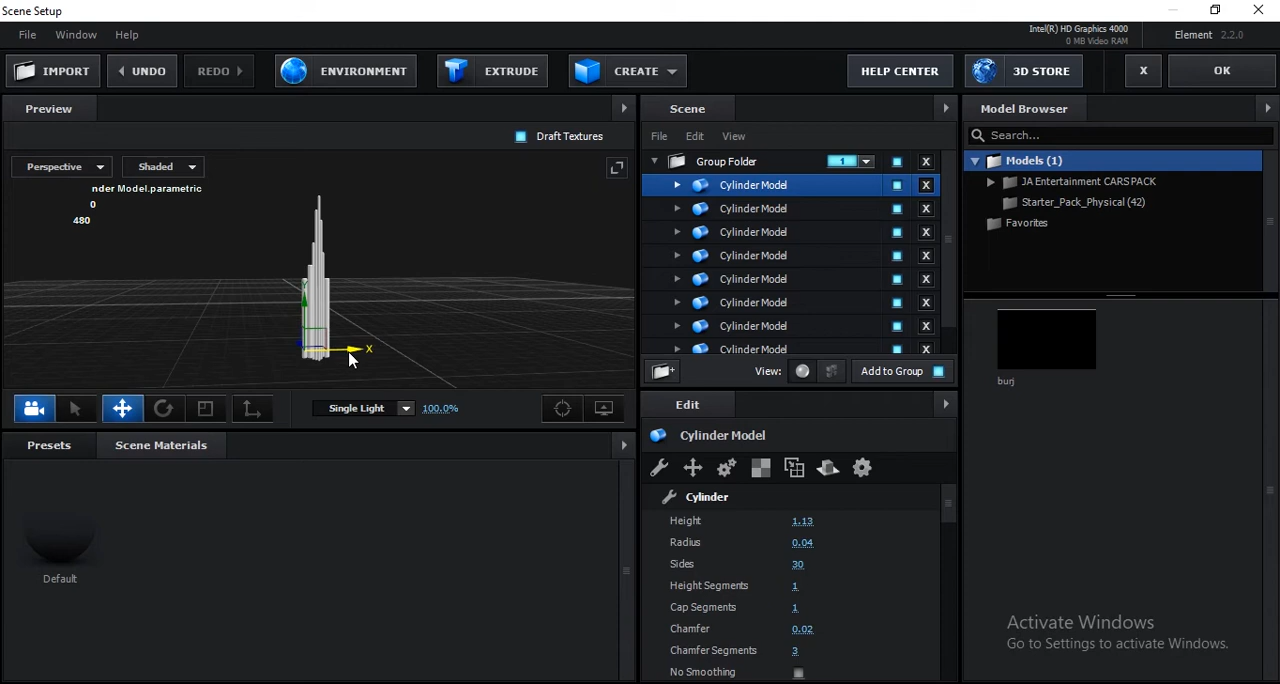 Scene Setup
File Window Help
Intel(R) HD Graphics 4000
0 MB Video RAM
Element 2.2.0
IMPORT UNDO REDO ENVIRONMENT EXTRUDE CREATE HELP CENTER 3D STORE X OK
Preview
Draft Textures
Perspective Shaded
nder Model.parametric
0
480
Y
X
Single Light 100.0%
Presets Scene Materials
Default
Scene
File Edit View
Group Folder 1 X
Cylinder Model X
Cylinder Model X
Cylinder Model X
Cylinder Model X
Cylinder Model X
Cylinder Model X
Cylinder Model X
Cylinder Model X
View: Add to Group
Edit
Cylinder Model
Cylinder
Height 1.13
Radius 0.04
Sides 30
Height Segments 1
Cap Segments 1
Chamfer 0.02
Chamfer Segments 3
No Smoothing
Model Browser
Search...
Models (1)
JA Entertainment CARSPACK
Starter_Pack_Physical (42)
Favorites
burj
Activate Windows
Go to Settings to activate Windows.